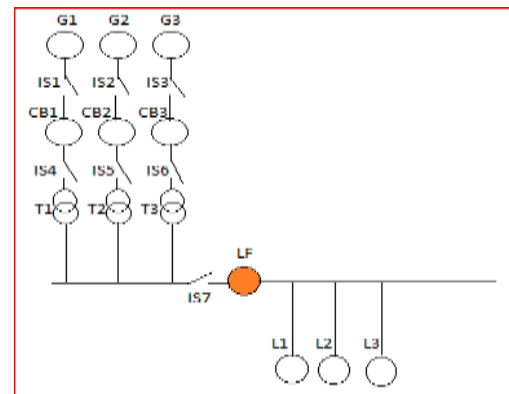 G1 G2 G3
IS1 IS2 IS3
CB1 CB2 CB3
IS4 IS5 IS6
T1 T2 T3
LF
IS7
L1 L2 L3